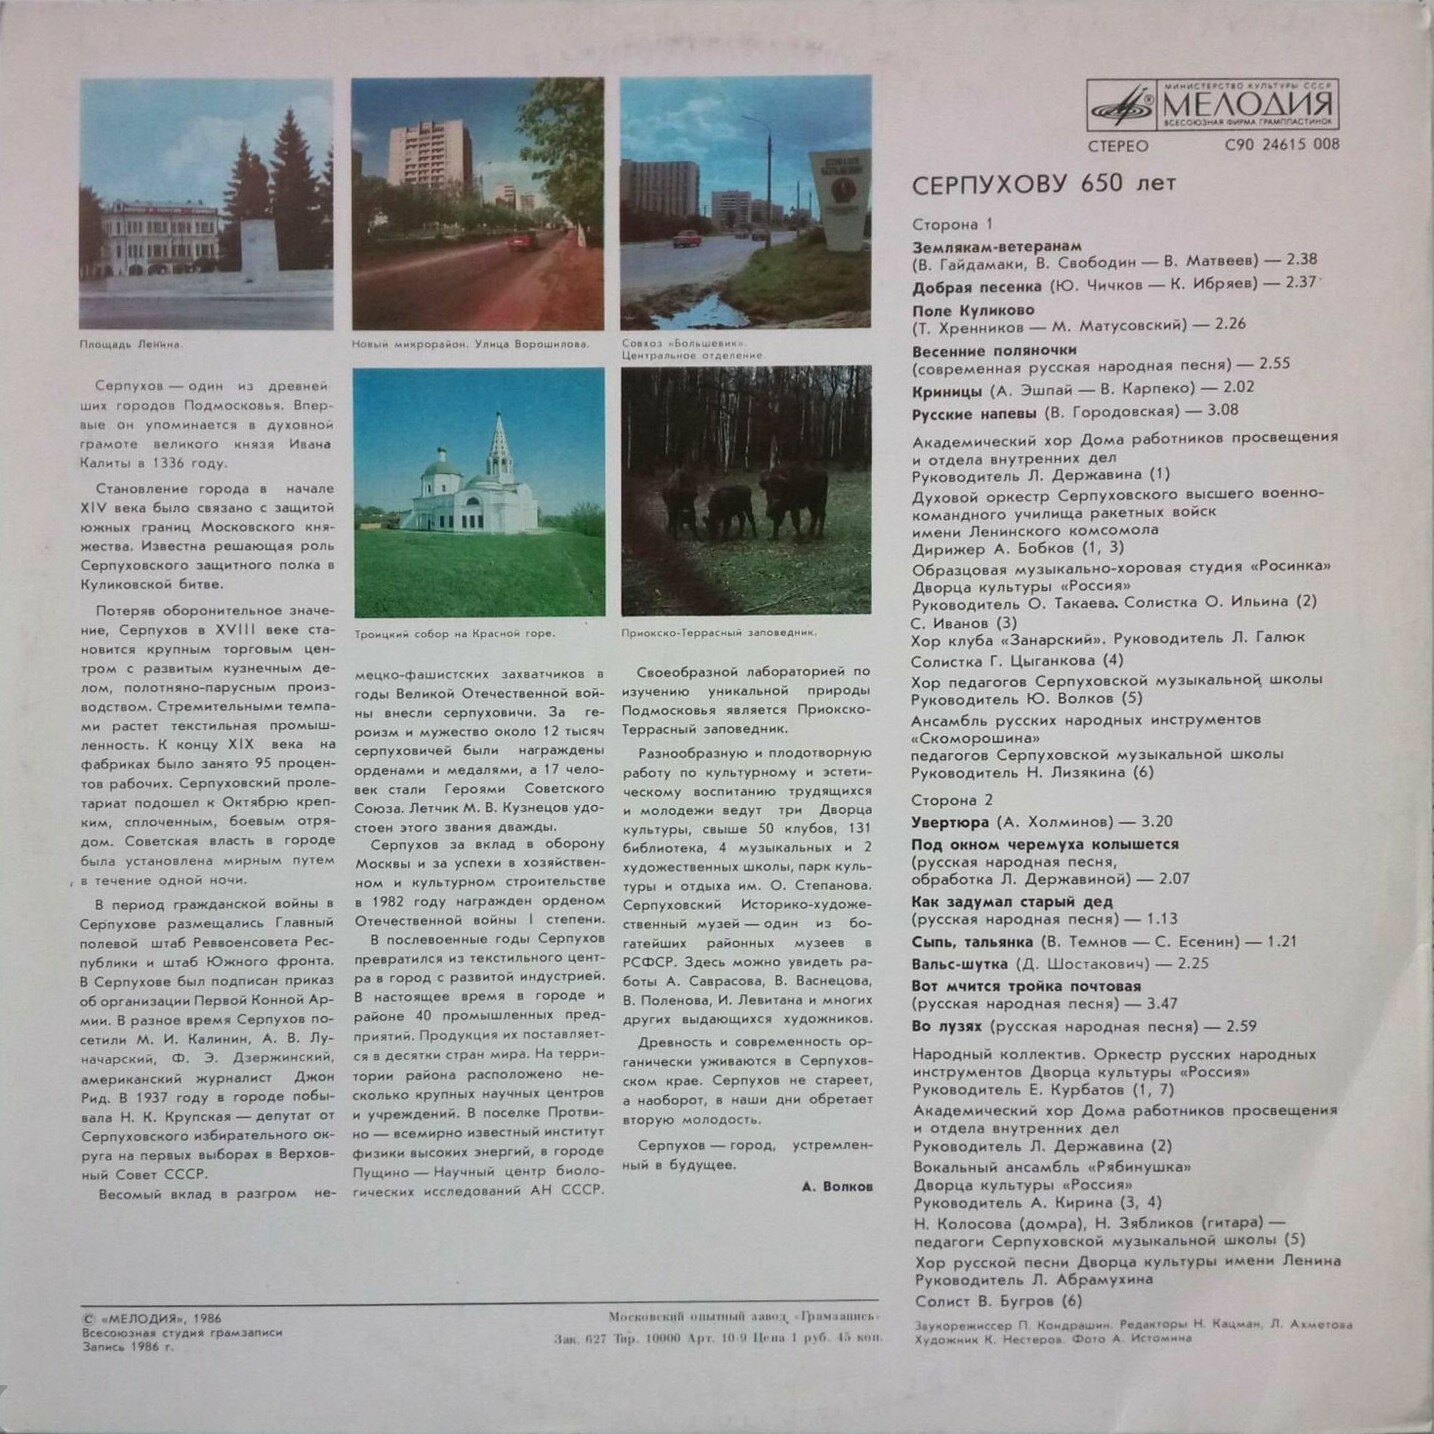 МИНИСТЕРСТВО КУЛЬТУРЫ СССР
МЕЛОДИЯ
ВСЕСОЮЗНАЯ ФИРМА ГРАМПЛАСТИНОК
СТЕРЕО С90 24615 008
Площадь Ленина.
Новый микрорайон. Улица Ворошилова.
Совхоз «Большевик».
Центральное отделение.
Троицкий собор на Красной горе.
Приокско-Террасный заповедник.
Серпухов — один из древней
ших городов Подмосковья. Впер-
вые он упоминается в духовной
грамоте великого князя Ивана
Калиты в 1336 году.
Становление города в начале
XIV века было связано с защитой
южных границ Московского кня-
жества. Известна решающая роль
Серпуховского защитного полка в
Куликовской битве.
Потеряв оборонительное значе-
ние, Серпухов в XVIII веке ста-
новится крупным торговым цен-
тром с развитым кузнечным де-
лом, полотняно-парусным произ-
водством. Стремительными темпа-
ми растет текстильная промыш-
ленность. К концу XIX века на
фабриках было занято 95 процен-
тов рабочих. Серпуховский проле-
тариат подошел к Октябрю креп-
ким, сплоченным, боевым отря-
дом. Советская власть в городе
была установлена мирным путем
в течение одной ночи.
В период гражданской войны в
Серпухове размещались Главный
полевой штаб Реввоенсовета Рес-
публики и штаб Южного фронта.
В Серпухове был подписан приказ
об организации Первой Конной Ар-
мии. В разное время Серпухов по-
сетили М. И. Калинин, А. В. Лу-
начарский, Ф. Э. Дзержинский,
американский журналист Джон
Рид. В 1937 году в городе побы-
вала Н. К. Крупская — депутат от
Серпуховского избирательного ок-
руга на первых выборах в Верхов-
ный Совет СССР.
Весомый вклад в разгром не-
мецко-фашистских захватчиков в
годы Великой Отечественной вой-
ны внесли серпуховичи. За ге-
роизм и мужество около 12 тысяч
серпуховичей были награждены
орденами и медалями, а 17 чело-
век стали Героями Советского
Союза. Летчик М. В. Кузнецов удо-
стоен этого звания дважды.
Серпухов за вклад в оборону
Москвы и за успехи в хозяйствен-
ном и культурном строительстве
в 1982 году награжден орденом
Отечественной войны I степени.
В послевоенные годы Серпухов
превратился из текстильного цент-
ра в город с развитой индустрией.
В настоящее время в городе и
районе 40 промышленных пред-
приятий. Продукция их поставляет-
ся в десятки стран мира. На терри-
тории района расположено не-
сколько крупных научных центров
и учреждений. В поселке Протви-
но — всемирно известный институт
физики высоких энергий, в городе
Пущино — Научный центр биоло-
гических исследований АН СССР.
Своеобразной лабораторией по
изучению уникальной природы
Подмосковья является Приокско-
Террасный заповедник.
Разнообразную и плодотворную
работу по культурному и эстети-
ческому воспитанию трудящихся
и молодежи ведут три Дворца
культуры, свыше 50 клубов, 131
библиотека, 4 музыкальных и 2
художественных школы, парк куль-
туры и отдыха им. О. Степанова.
Серпуховский Историко-художе-
ственный музей — один из бо-
гатейших районных музеев в
РСФСР. Здесь можно увидеть ра-
боты А. Саврасова, В. Васнецова,
В. Поленова, И. Левитана и многих
других выдающихся художников.
Древность и современность ор-
ганически уживаются в Серпухов-
ском крае. Серпухов не стареет,
а наоборот, в наши дни обретает
вторую молодость.
Серпухов — город, устремлен-
ный в будущее.
А. Волков
СЕРПУХОВУ 650 лет
Сторона 1
Землякам-ветеранам
(В. Гайдамаки, В. Свободин — В. Матвеев) — 2.38
Добрая песенка (Ю. Чичков — К. Ибряев) — 2.37
Поле Куликово
(Т. Хренников — М. Матусовский) — 2.26
Весенние поляночки
(современная русская народная песня) — 2.55
Криницы (А. Эшпай — В. Карпеко) — 2.02
Русские напевы (В. Городовская) — 3.08
Академический хор Дома работников просвещения
и отдела внутренних дел
Руководитель Л. Державина (1)
Духовой оркестр Серпуховского высшего военно-
командного училища ракетных войск
имени Ленинского комсомола
Дирижер А. Бобков (1, 3)
Образцовая музыкально-хоровая студия «Росинка»
Дворца культуры «Россия»
Руководитель О. Такаева. Солистка О. Ильина (2)
С. Иванов (3)
Хор клуба «Занарский». Руководитель Л. Галюк
Солистка Г. Цыганкова (4)
Хор педагогов Серпуховской музыкальной школы
Руководитель Ю. Волков (5)
Ансамбль русских народных инструментов
«Скоморошина»
педагогов Серпуховской музыкальной школы
Руководитель Н. Лизякина (6)
Сторона 2
Увертюра (А. Холминов) — 3.20
Под окном черемуха колышется
(русская народная песня,
обработка Л. Державиной) — 2.07
Как задумал старый дед
(русская народная песня) — 1.13
Сыпь, тальянка (В. Темнов — С. Есенин) — 1.21
Вальс-шутка (Д. Шостакович) — 2.25
Вот мчится тройка почтовая
(русская народная песня) — 3.47
Во лузях (русская народная песня) — 2.59
Народный коллектив. Оркестр русских народных
инструментов Дворца культуры «Россия»
Руководитель Е. Курбатов (1, 7)
Академический хор Дома работников просвещения
и отдела внутренних дел
Руководитель Л. Державина (2)
Вокальный ансамбль «Рябинушка»
Дворца культуры «Россия»
Руководитель А. Кирина (3, 4)
Н. Колосова (домра), Н. Зябликов (гитара) —
педагоги Серпуховской музыкальной школы (5)
Хор русской песни Дворца культуры имени Ленина
Руководитель Л. Абрамухина
Солист В. Бугров (6)
Звукорежиссер П. Кондрашин. Редакторы Н. Кацман, Л. Ахметова
Художник К. Нестеров. Фото А. Истомина
© «МЕЛОДИЯ», 1986
Всесоюзная студия грамзаписи
Запись 1986 г.
Московский опытный завод «Грамзапись»
Зак. 627 Тир. 10000 Арт. 10-9 Цена 1 руб. 45 коп.